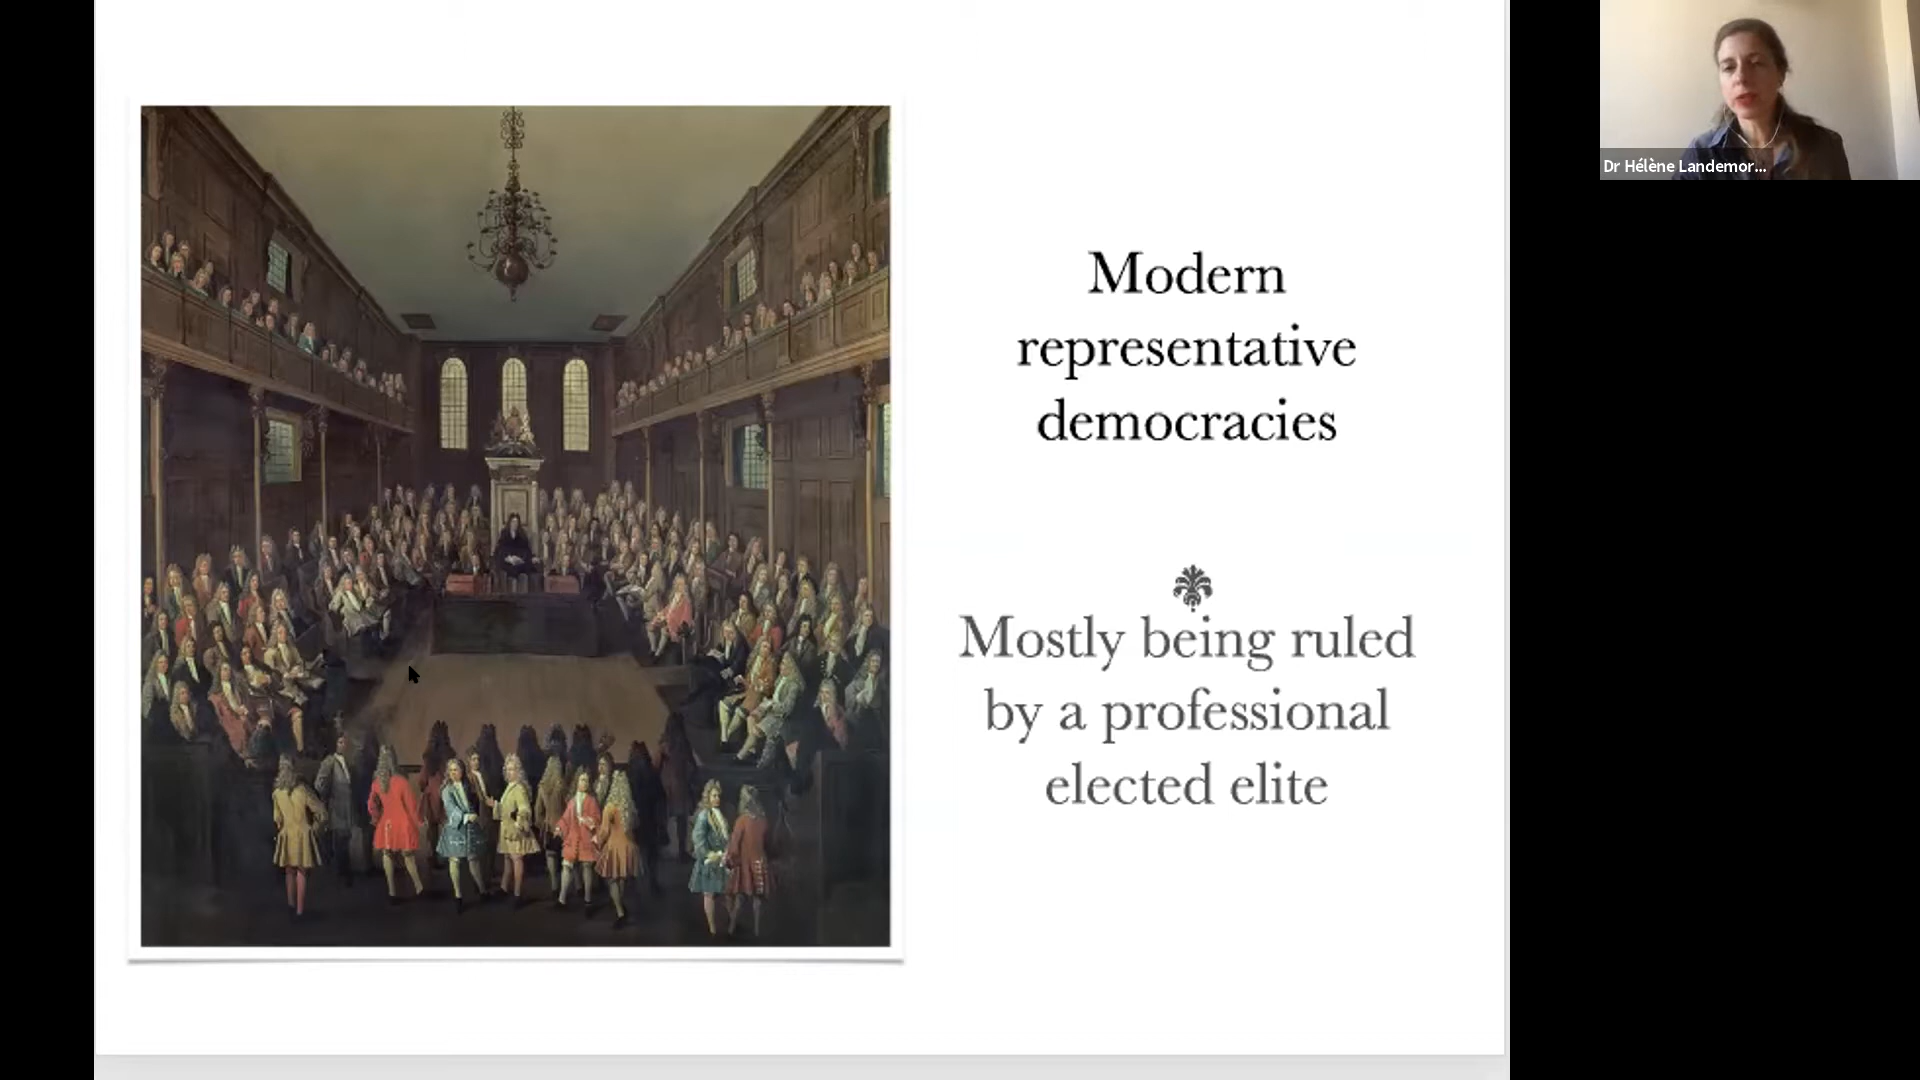 Modern
representative
democracies
Mostly being ruled
by a professional
elected elite
Dr Hélène Landemor...